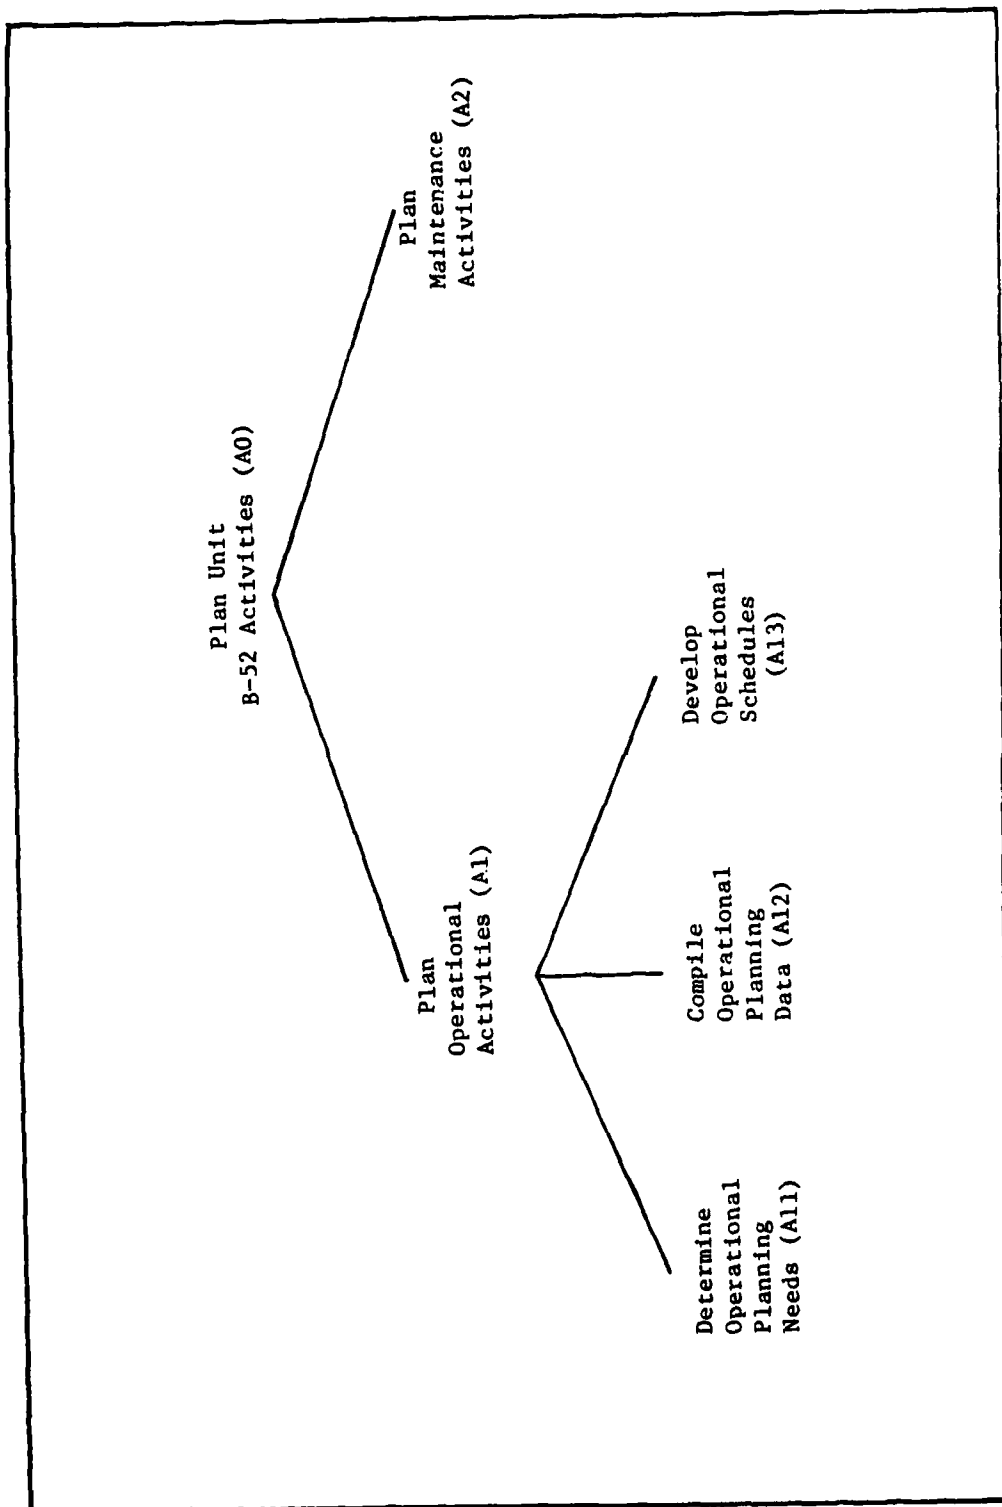 Plan Unit
B-52 Activities (A0)
Plan
Operational
Activities (A1)
Plan
Maintenance
Activities (A2)
Determine
Operational
Planning
Needs (A11)
Compile
Operational
Planning
Data (A12)
Develop
Operational
Schedules
(A13)